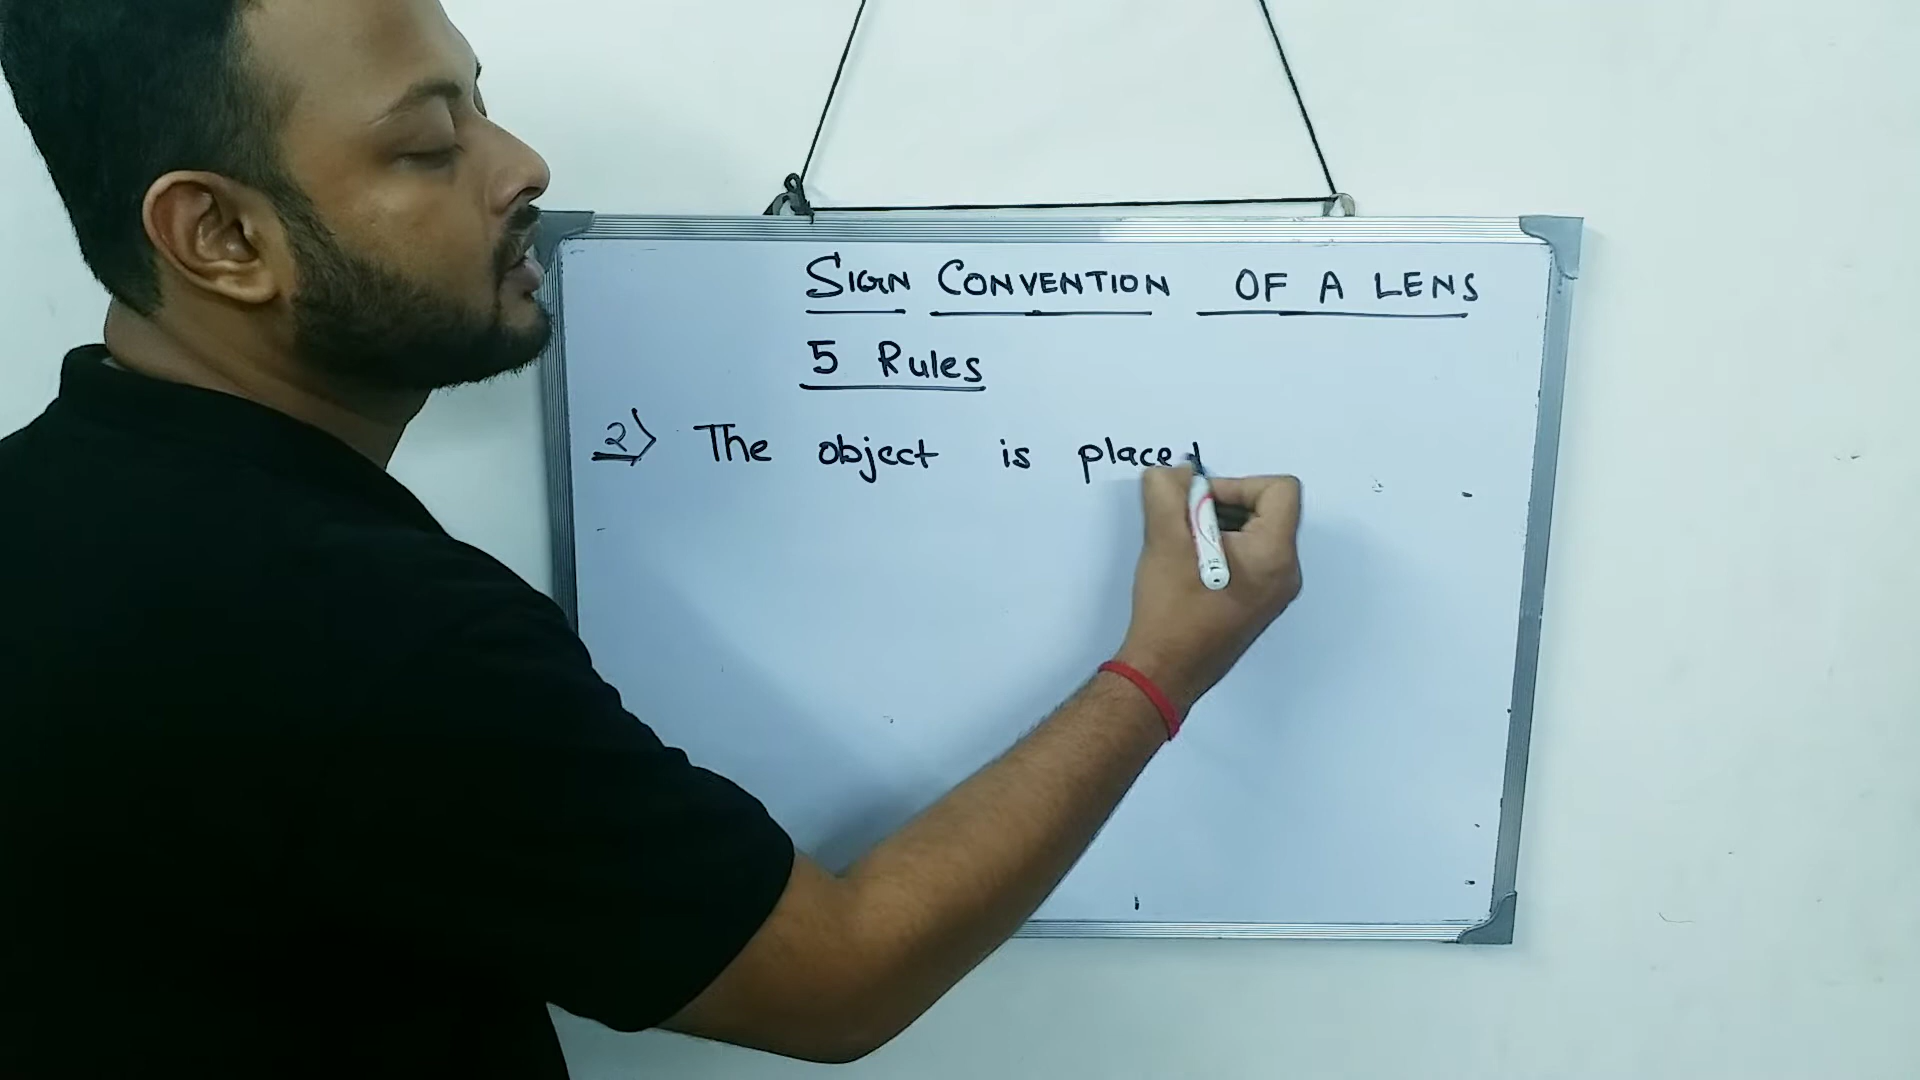 SIGN CONVENTION OF A LENS
5 Rules
2) The object is placed